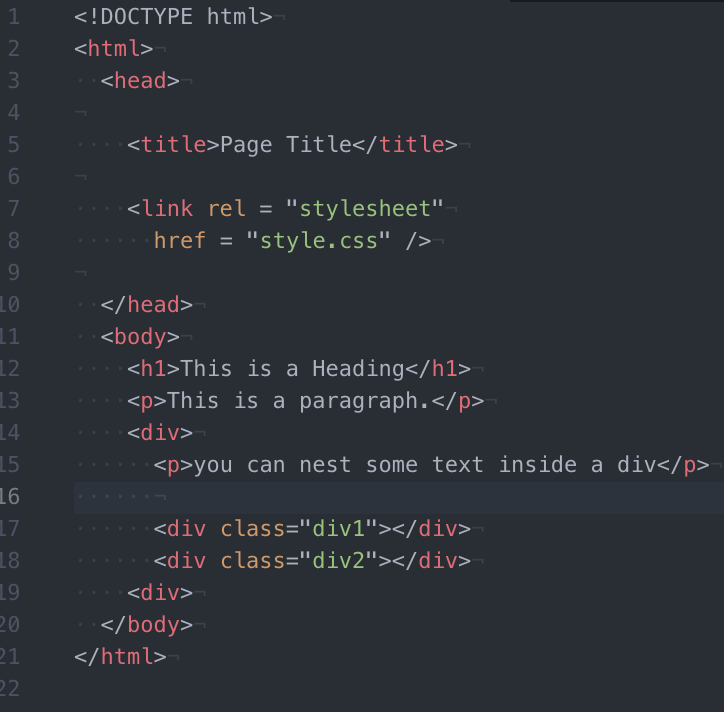 1 <!DOCTYPE html>
2 <html>
3   <head>
4
5     <title>Page Title</title>
6
7     <link rel = "stylesheet"
8       href = "style.css" />
9
10   </head>
11   <body>
12     <h1>This is a Heading</h1>
13     <p>This is a paragraph.</p>
14     <div>
15       <p>you can nest some text inside a div</p>
16
17       <div class="div1"></div>
18       <div class="div2"></div>
19     <div>
20   </body>
21 </html>
22